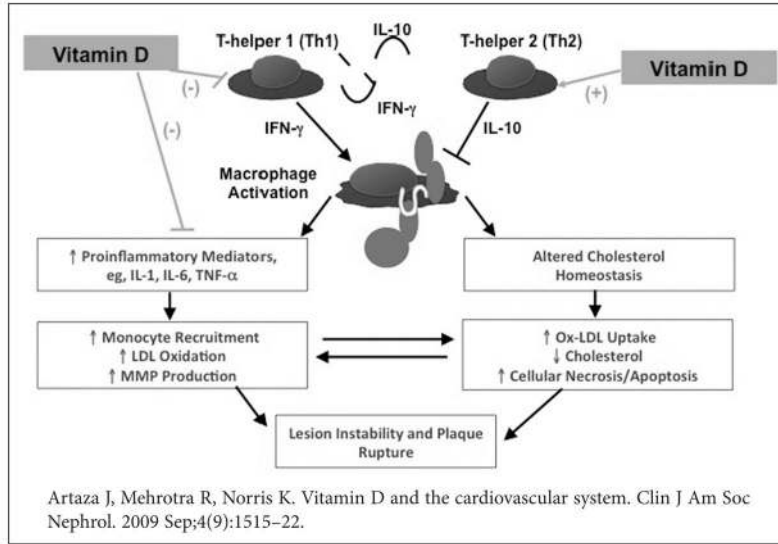 Vitamin D
T-helper 1 (Th1)
IL-10
T-helper 2 (Th2)
Vitamin D
(-)
(-)
IFN-γ
IFN-γ
IL-10
(+)
Macrophage
Activation
↑ Proinflammatory Mediators,
eg, IL-1, IL-6, TNF-α
Altered Cholesterol
Homeostasis
↑ Monocyte Recruitment
↑ LDL Oxidation
↑ MMP Production
↑ Ox-LDL Uptake
↓ Cholesterol
↑ Cellular Necrosis/Apoptosis
Lesion Instability and Plaque
Rupture
Artaza J, Mehrotra R, Norris K. Vitamin D and the cardiovascular system. Clin J Am Soc
Nephrol. 2009 Sep;4(9):1515–22.